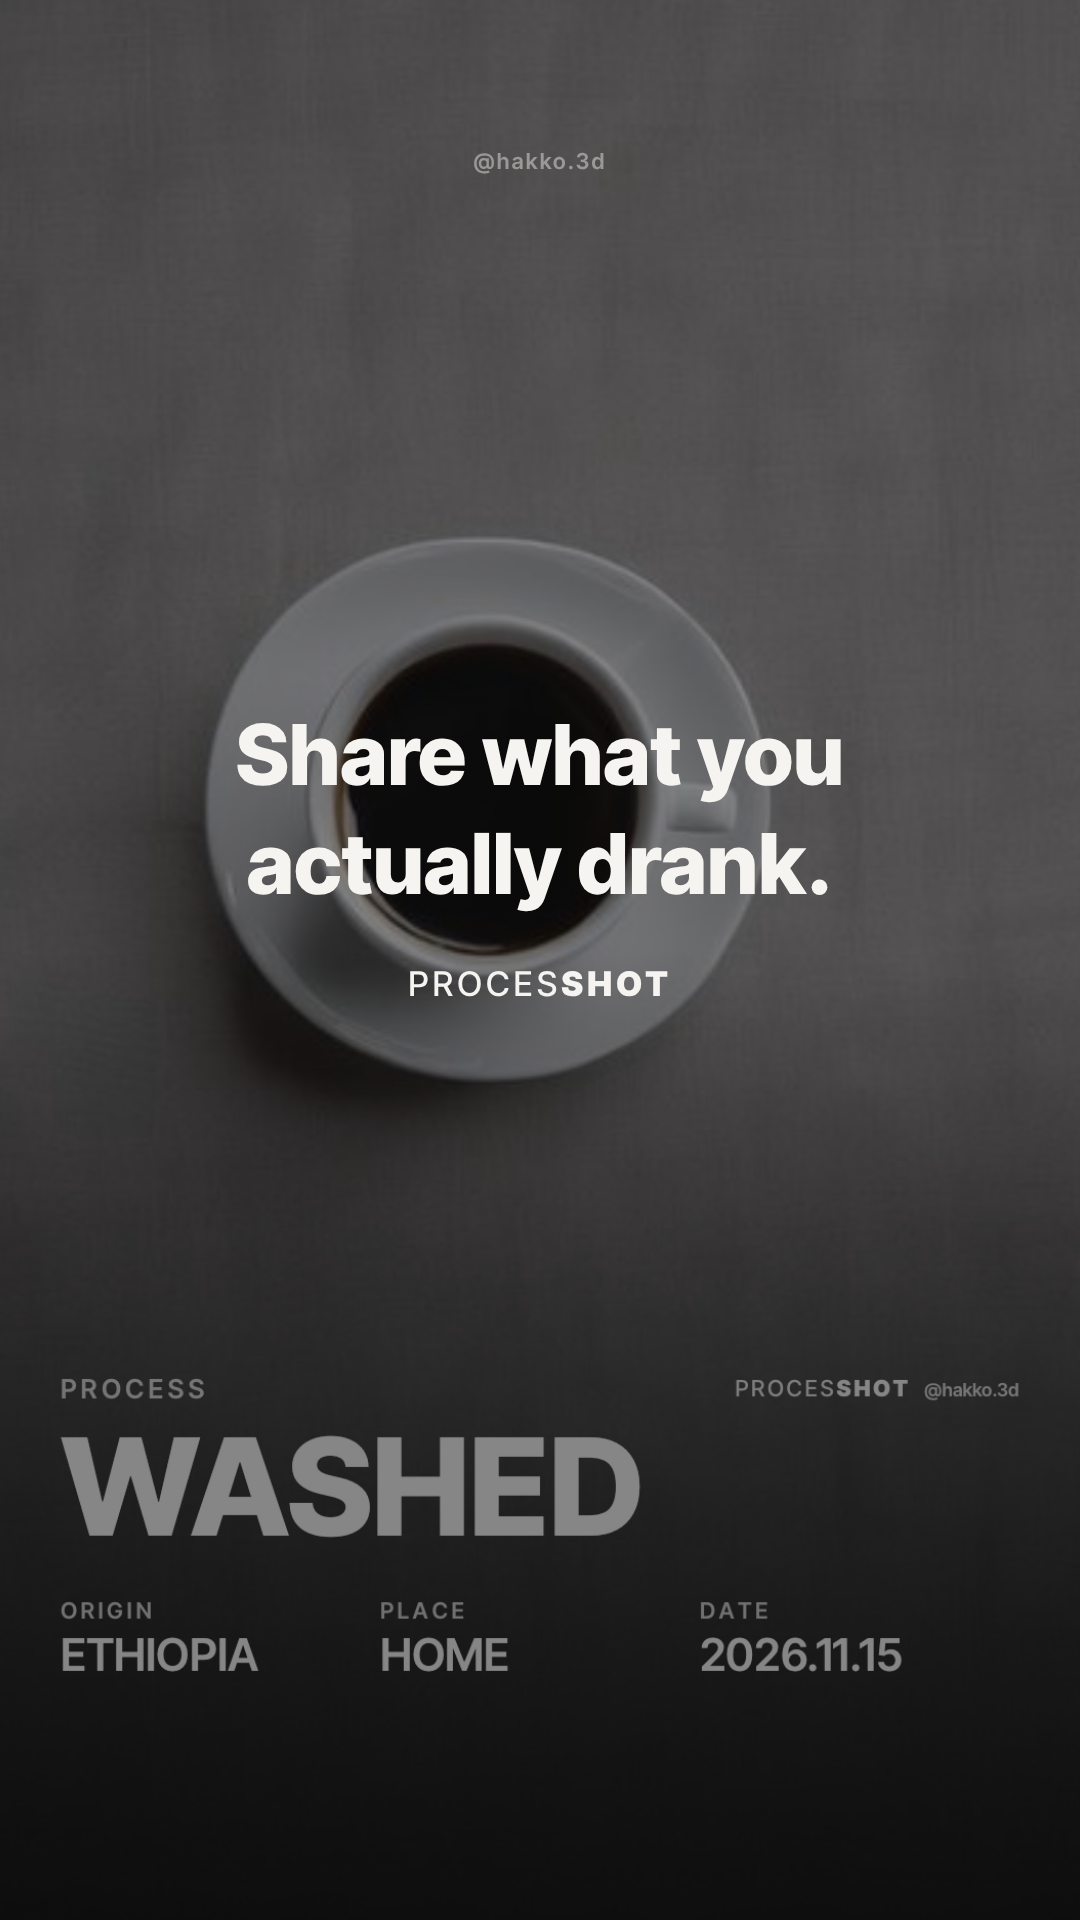 @hakko.3d
Share what you
actually drank.
PROCESSHOT
PROCESS
PROCESSHOT @hakko.3d
WASHED
ORIGIN PLACE DATE
ETHIOPIA HOME 2026.11.15